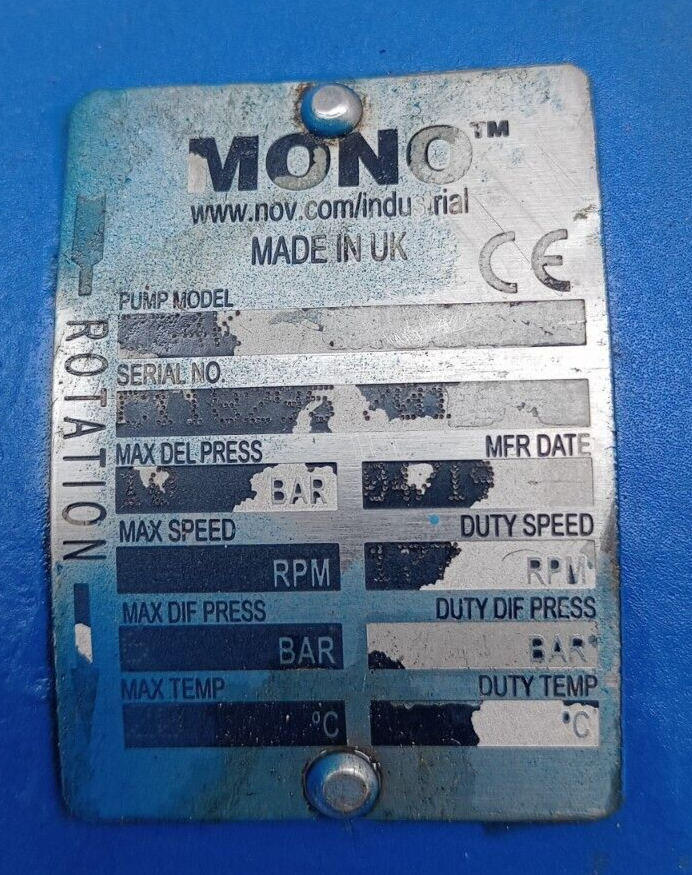 MONO™
www.nov.com/industrial
MADE IN UK
CE
ROTATION
PUMP MODEL
SERIAL NO.
MAX DEL PRESS MFR DATE
BAR
MAX SPEED DUTY SPEED
RPM RPM
MAX DIF PRESS DUTY DIF PRESS
BAR BAR
MAX TEMP DUTY TEMP
°C °C